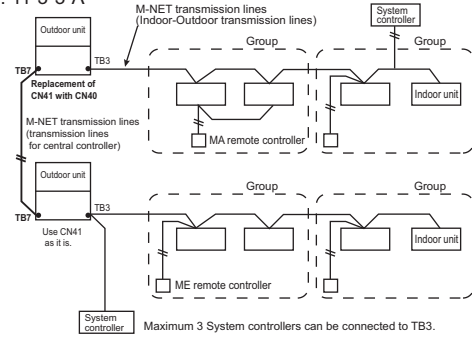 M-NET transmission lines
(Indoor-Outdoor transmission lines)
System
controller
Outdoor unit
Group
Group
TB3
TB7
Replacement of
CN41 with CN40
Indoor unit
M-NET transmission lines
(transmission lines
for central controller)
MA remote controller
Outdoor unit
Group
Group
TB3
TB7
Use CN41
as it is.
Indoor unit
ME remote controller
System
controller
Maximum 3 System controllers can be connected to TB3.